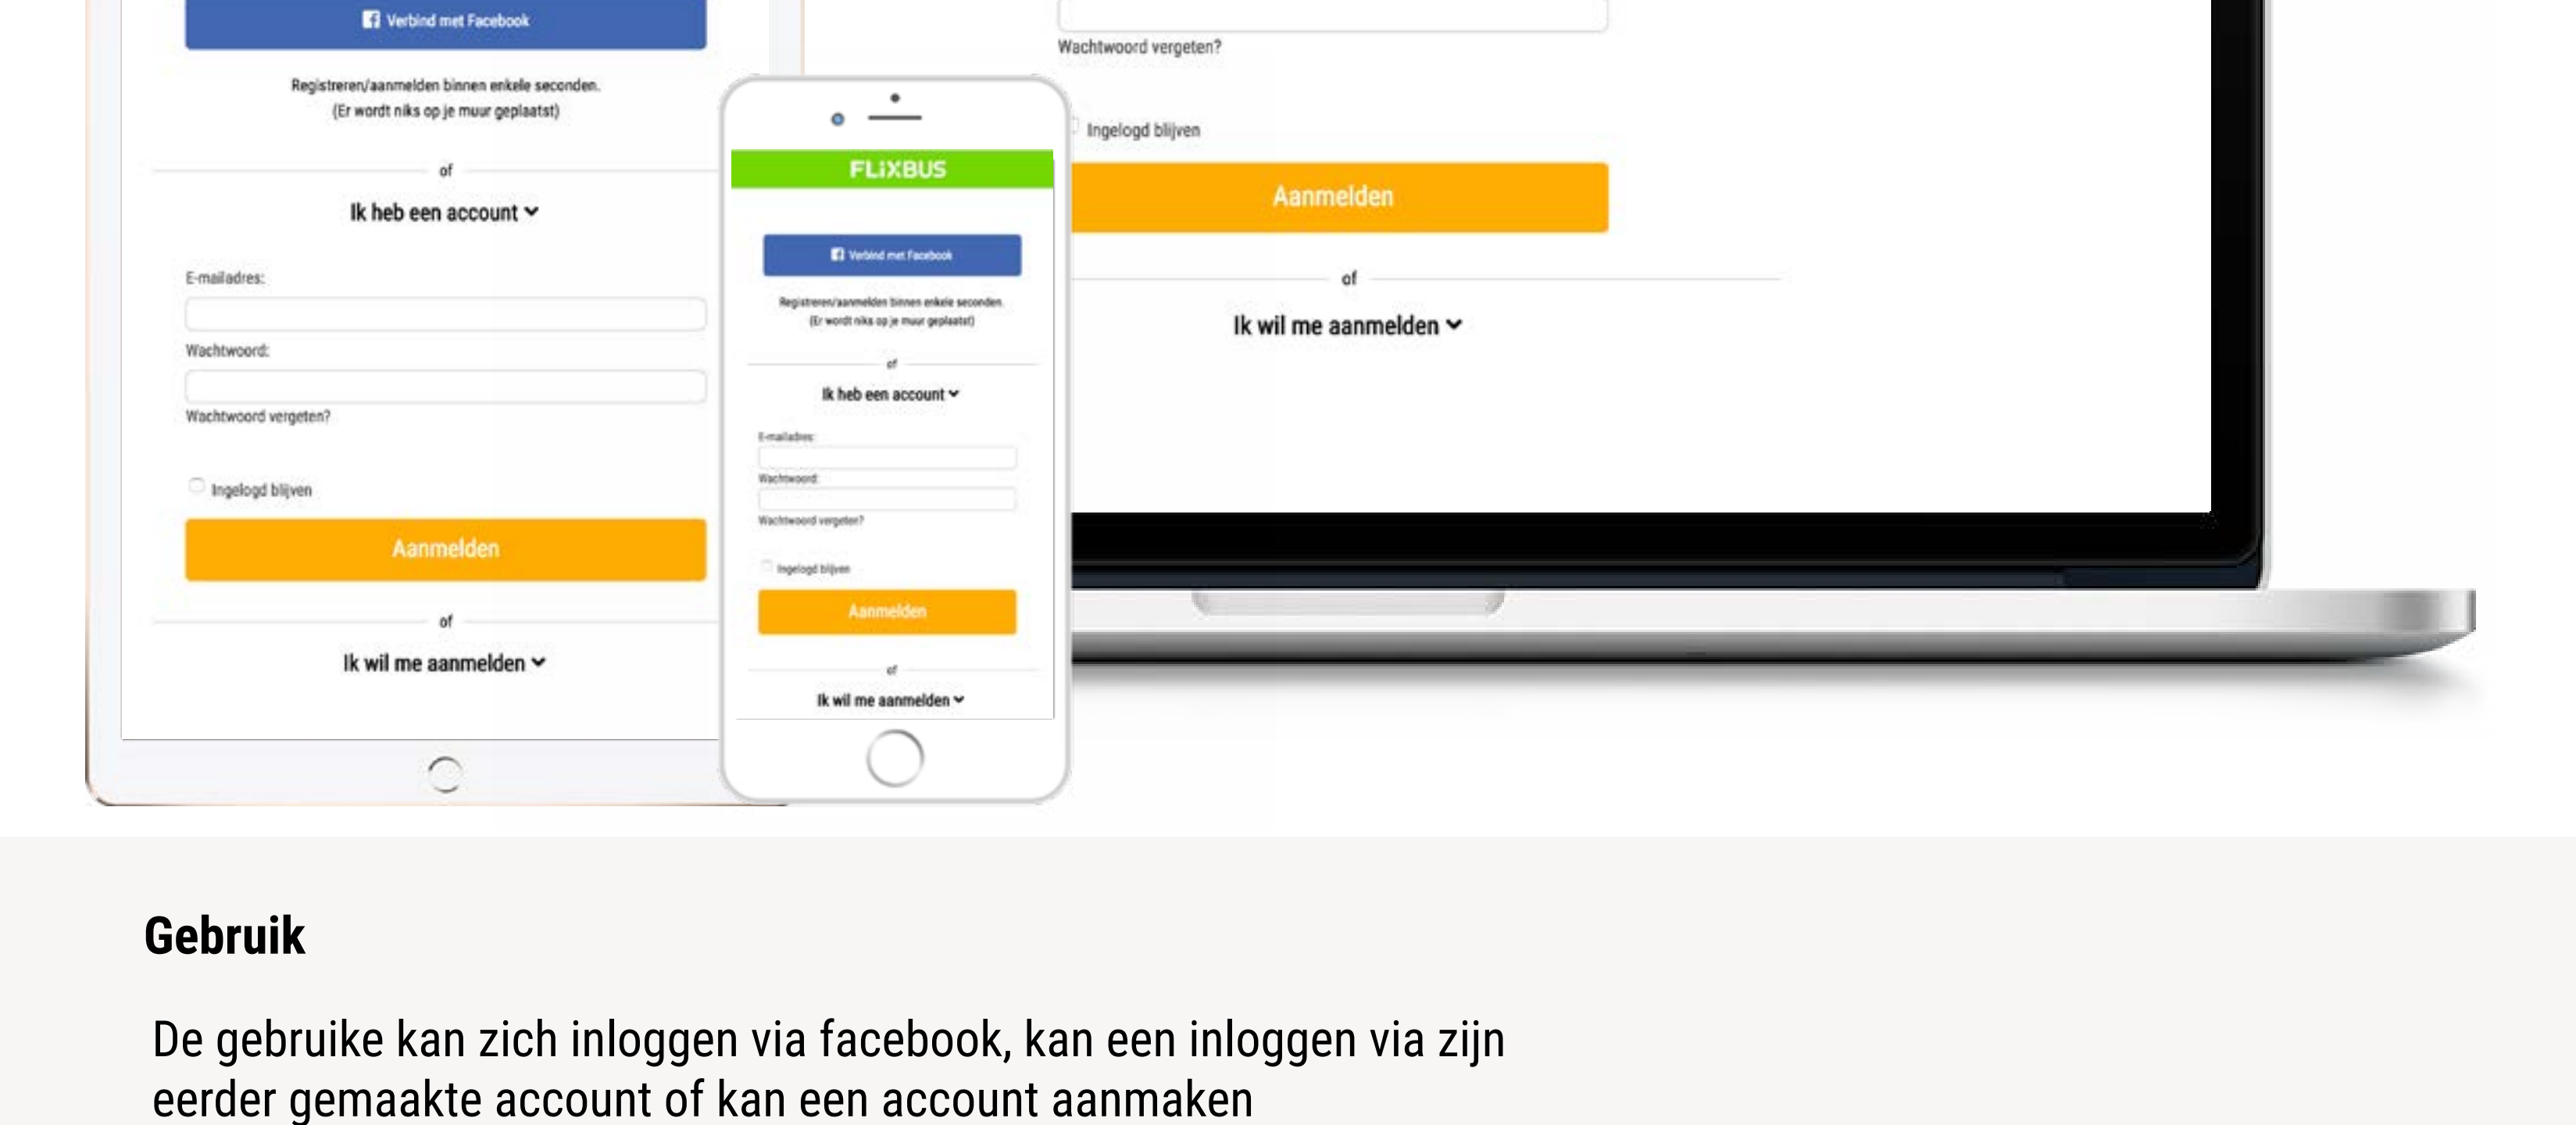 Verbind met Facebook
Registreren/aanmelden binnen enkele seconden.
(Er wordt niks op je muur geplaatst)
of
Ik heb een account
E-mailadres:
Wachtwoord:
Wachtwoord vergeten?
Ingelogd blijven
Aanmelden
of
Ik wil me aanmelden
FLiXBUS
Verbind met Facebook
Registreren/aanmelden binnen enkele seconden.
(Er wordt niks op je muur geplaatst)
of
Ik heb een account
E-mailadres:
Wachtwoord:
Wachtwoord vergeten?
Ingelogd blijven
Aanmelden
of
Ik wil me aanmelden
Wachtwoord vergeten?
Ingelogd blijven
Aanmelden
of
Ik wil me aanmelden
Gebruik
De gebruike kan zich inloggen via facebook, kan een inloggen via zijn
eerder gemaakte account of kan een account aanmaken